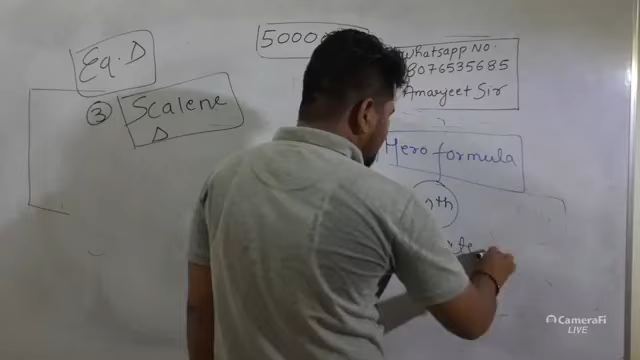 Eq. Δ
5000
Whatsapp No.
8076535685
Amarjeet Sir
③ Scalene
Δ
Hero formula
CameraFi
LIVE